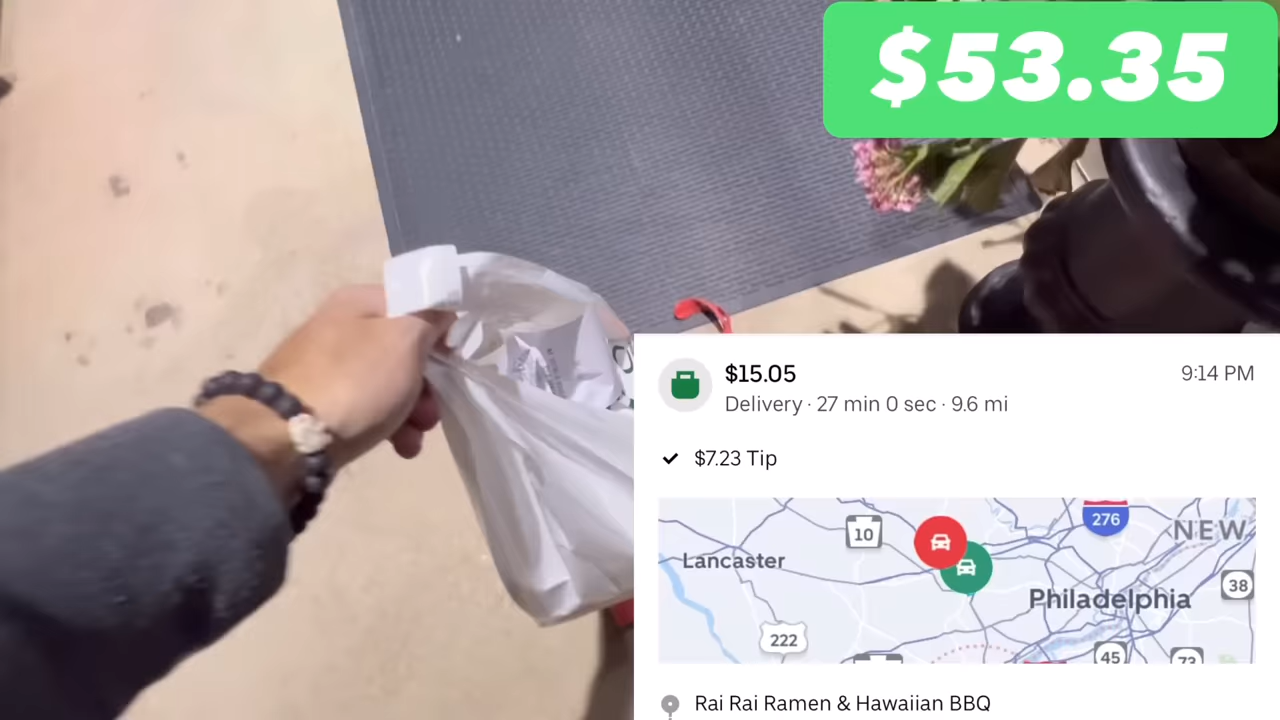 $53.35
$15.05
9:14 PM
Delivery · 27 min 0 sec · 9.6 mi
$7.23 Tip
276
10
NEW
Lancaster
38
Philadelphia
222
45
Rai Rai Ramen & Hawaiian BBQ